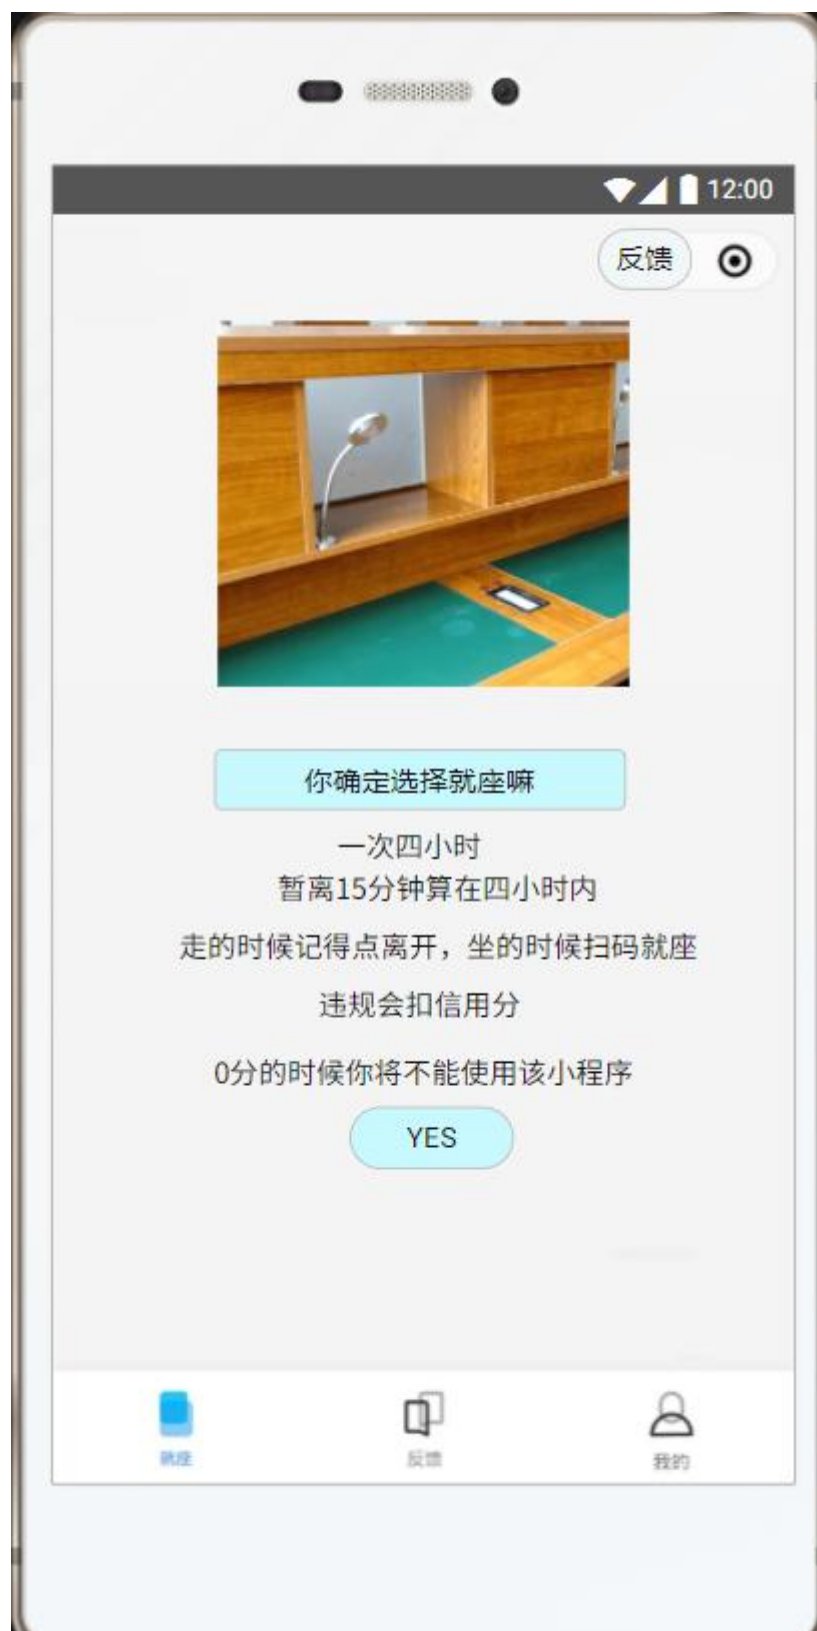 12:00
反馈
你确定选择就座嘛
一次四小时
暂离15分钟算在四小时内
走的时候记得点离开，坐的时候扫码就座
违规会扣信用分
0分的时候你将不能使用该小程序
YES
就座
反馈
我的